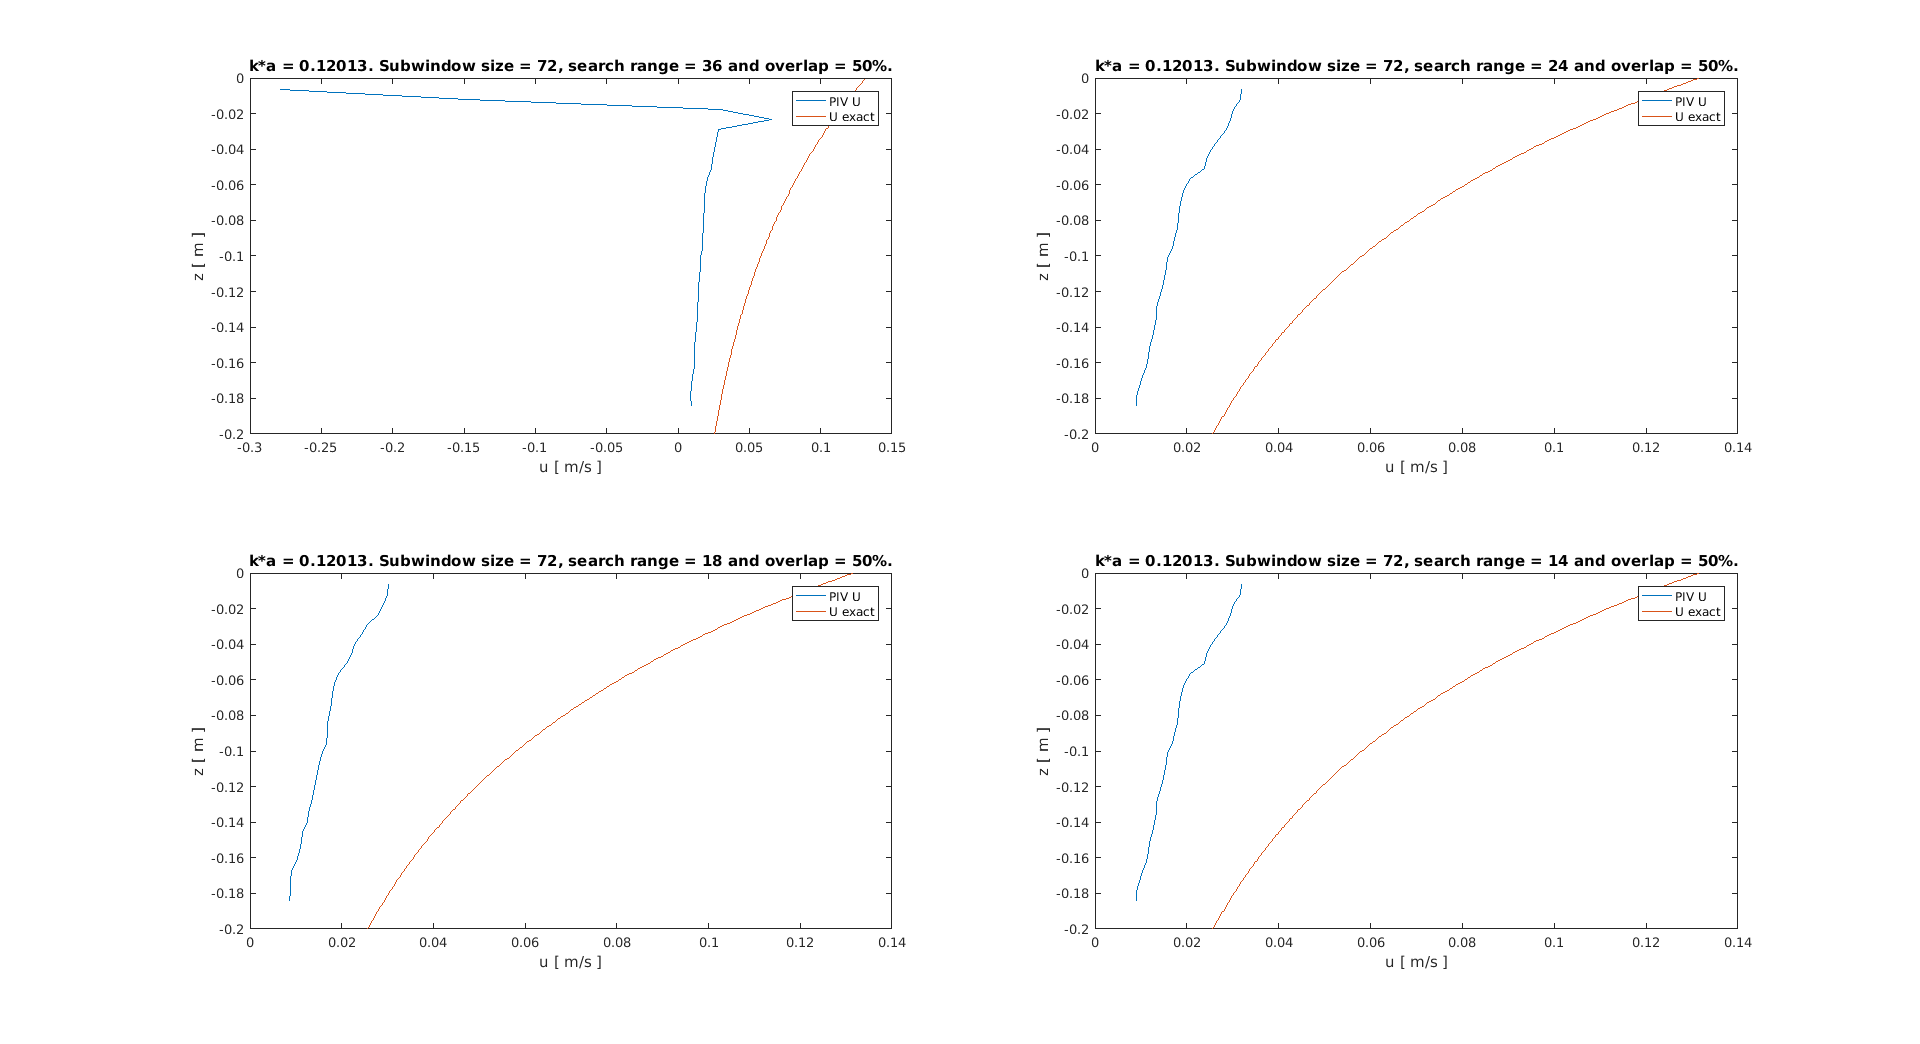 k*a = 0.12013. Subwindow size = 72, search range = 36 and overlap = 50%.
PIV U
U exact
0
-0.02
-0.04
-0.06
-0.08
-0.1
-0.12
-0.14
-0.16
-0.18
-0.2
z [ m ]
-0.3 -0.25 -0.2 -0.15 -0.1 -0.05 0 0.05 0.1 0.15
u [ m/s ]
k*a = 0.12013. Subwindow size = 72, search range = 24 and overlap = 50%.
PIV U
U exact
0
-0.02
-0.04
-0.06
-0.08
-0.1
-0.12
-0.14
-0.16
-0.18
-0.2
z [ m ]
0 0.02 0.04 0.06 0.08 0.1 0.12 0.14
u [ m/s ]
k*a = 0.12013. Subwindow size = 72, search range = 18 and overlap = 50%.
PIV U
U exact
0
-0.02
-0.04
-0.06
-0.08
-0.1
-0.12
-0.14
-0.16
-0.18
-0.2
z [ m ]
0 0.02 0.04 0.06 0.08 0.1 0.12 0.14
u [ m/s ]
k*a = 0.12013. Subwindow size = 72, search range = 14 and overlap = 50%.
PIV U
U exact
0
-0.02
-0.04
-0.06
-0.08
-0.1
-0.12
-0.14
-0.16
-0.18
-0.2
z [ m ]
0 0.02 0.04 0.06 0.08 0.1 0.12 0.14
u [ m/s ]